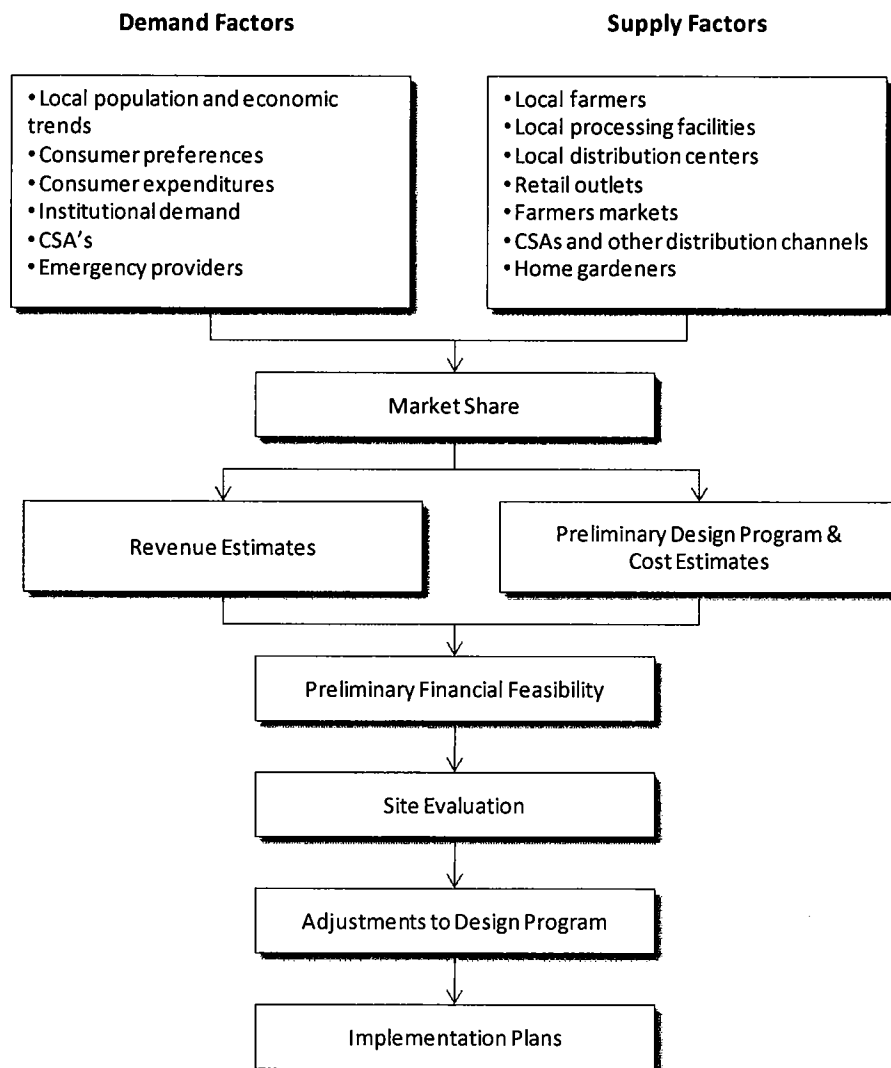 Demand Factors
Supply Factors
•Local population and economic
trends
•Consumer preferences
•Consumer expenditures
•Institutional demand
•CSA's
•Emergency providers
•Local farmers
•Local processing facilities
•Local distribution centers
•Retail outlets
•Farmers markets
•CSAs and other distribution channels
•Home gardeners
Market Share
Revenue Estimates
Preliminary Design Program &
Cost Estimates
Preliminary Financial Feasibility
Site Evaluation
Adjustments to Design Program
Implementation Plans